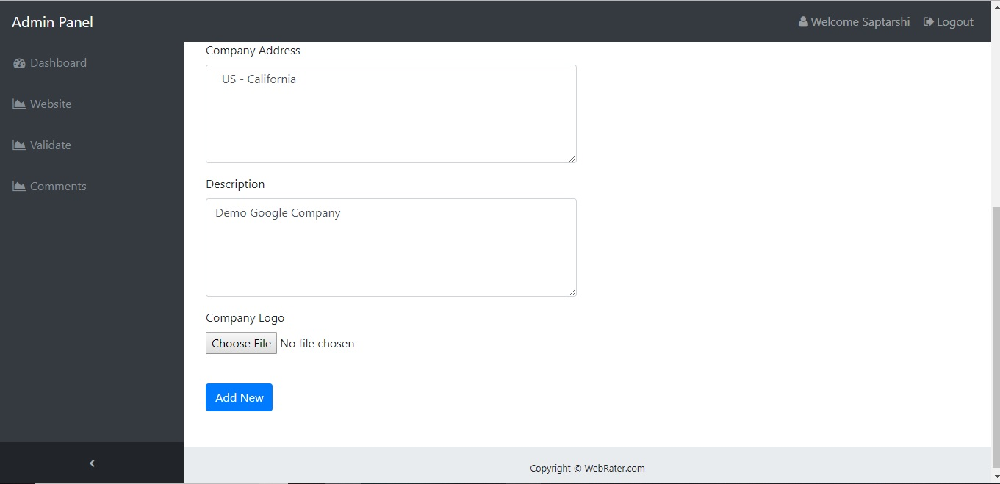 Admin Panel
Welcome Saptarshi
Logout
Dashboard
Website
Validate
Comments
Company Address
US - California
Description
Demo Google Company
Company Logo
Choose File No file chosen
Add New
Copyright © WebRater.com